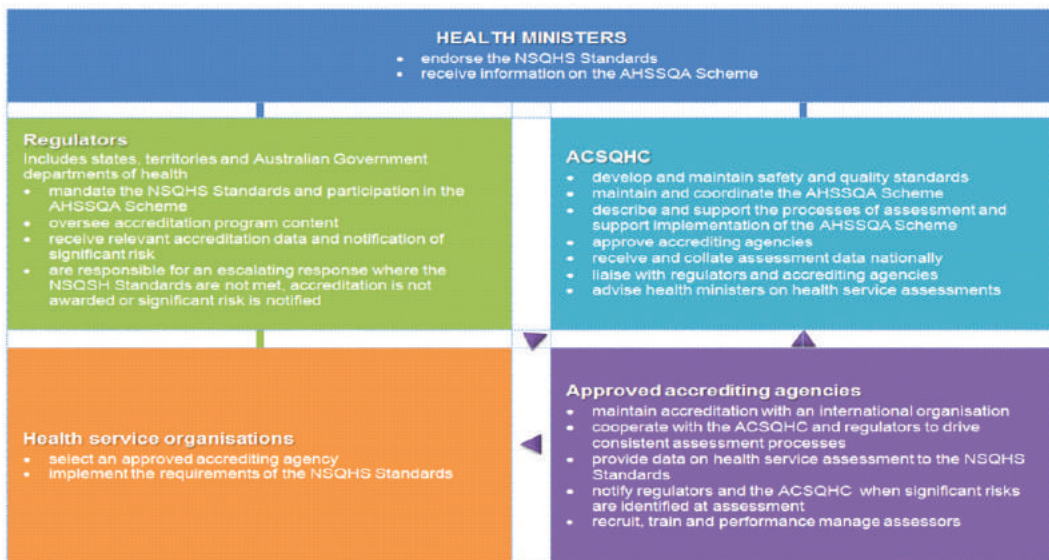 HEALTH MINISTERS
• endorse the NSQHS Standards
• receive information on the AHSSQA Scheme
Regulators
Includes states, territories and Australian Government
departments of health
• mandate the NSQHS Standards and participation in the
AHSSQA Scheme
• oversee accreditation program content
• receive relevant accreditation data and notification of
significant risk
• are responsible for an escalating response where the
NSQSH Standards are not met, accreditation is not
awarded or significant risk is notified
ACSQHC
• develop and maintain safety and quality standards
• maintain and coordinate the AHSSQA Scheme
• describe and support the processes of assessment and
support implementation of the AHSSQA Scheme
• approve accrediting agencies
• receive and collate assessment data nationally
• liaise with regulators and accrediting agencies
• advise health ministers on health service assessments
Health service organisations
• select an approved accrediting agency
• implement the requirements of the NSQHS Standards
Approved accrediting agencies
• maintain accreditation with an international organisation
• cooperate with the ACSQHC and regulators to drive
consistent assessment processes
• provide data on health service assessment to the NSQHS
Standards
• notify regulators and the ACSQHC when significant risks
are identified at assessment
• recruit, train and performance manage assessors